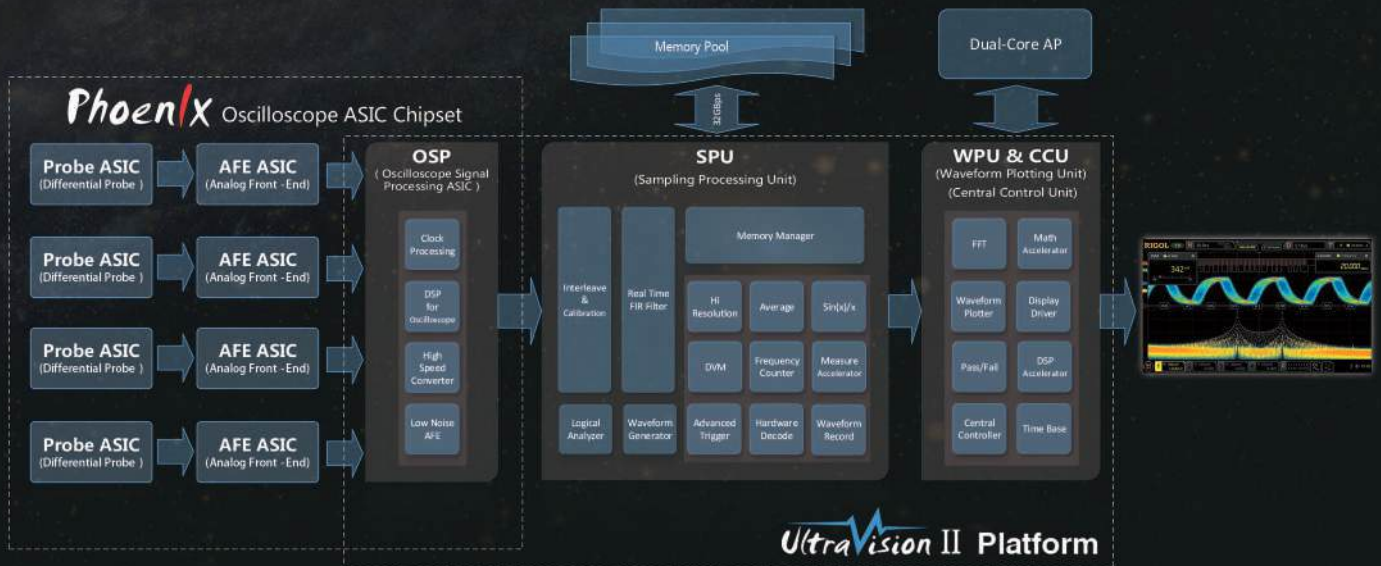 Memory Pool
Dual-Core AP
32GBps
Phoenix Oscilloscope ASIC Chipset
Probe ASIC
(Differential Probe )
AFE ASIC
(Analog Front -End)
Probe ASIC
(Differential Probe )
AFE ASIC
(Analog Front -End)
Probe ASIC
(Differential Probe )
AFE ASIC
(Analog Front -End)
Probe ASIC
(Differential Probe )
AFE ASIC
(Analog Front -End)
OSP
( Oscilloscope Signal
Processing ASIC )
Clock
Processing
DSP
for
Oscilloscope
High
Speed
Converter
Low Noise
AFE
SPU
(Sampling Processing Unit)
Interleave
&
Calibration
Real Time
FIR Filter
Memory Manager
Hi
Resolution
Average
Sin(x)/x
DVM
Frequency
Counter
Measure
Accelerator
Logical
Analyzer
Waveform
Generator
Advanced
Trigger
Hardware
Decode
Waveform
Record
WPU & CCU
(Waveform Plotting Unit)
(Central Control Unit)
FFT
Math
Accelerator
Waveform
Plotter
Display
Driver
Pass/Fail
DSP
Accelerator
Central
Controller
Time Base
RIGOL
342
20.000
UltraVision II Platform